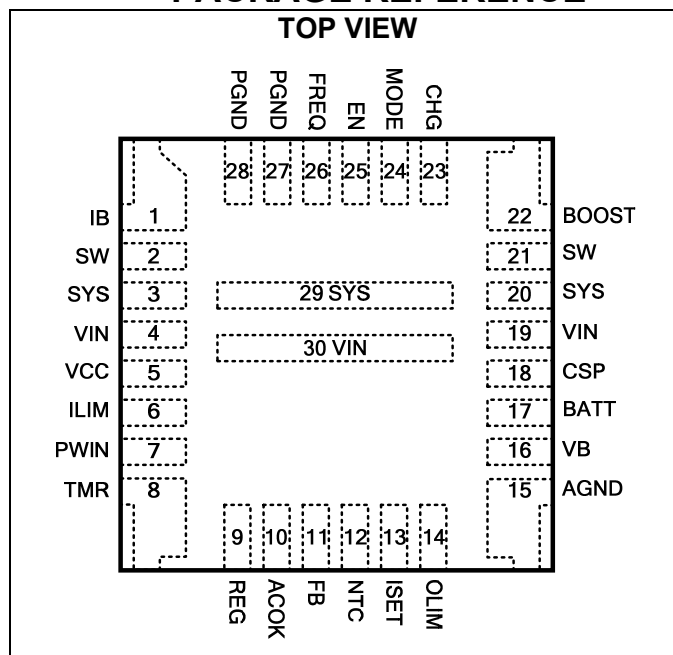 PACKAGE REFERENCE
TOP VIEW
PGND PGND FREQ EN MODE CHG
28 27 26 25 24 23
IB 1 22 BOOST
SW 2 21 SW
SYS 3 20 SYS
29 SYS
VIN 4 19 VIN
30 VIN
VCC 5 18 CSP
ILIM 6 17 BATT
PWIN 7 16 VB
TMR 8 15 AGND
9 10 11 12 13 14
REG ACOK FB NTC ISET OLIM